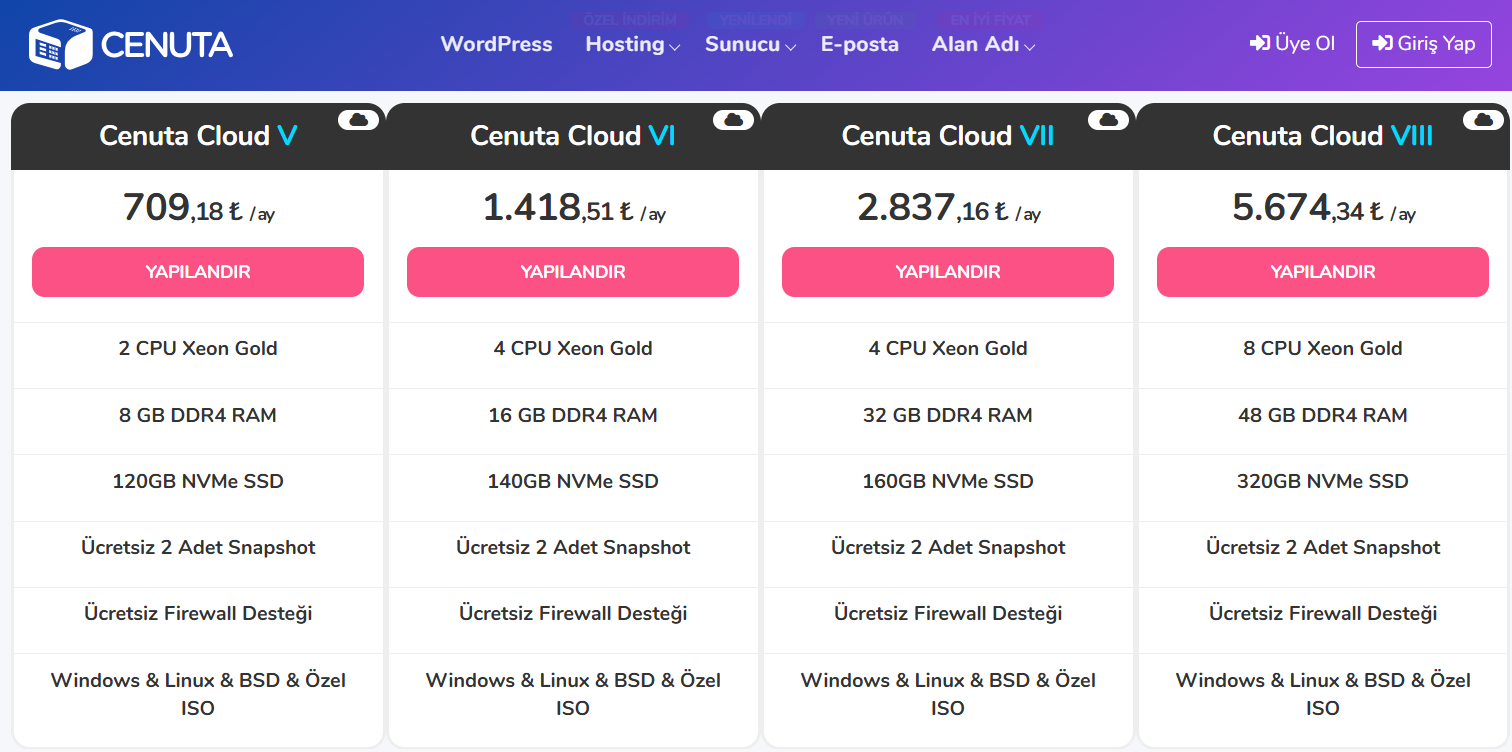 ÖZEL İNDİRİM YENİLENDİ YENİ ÜRÜN EN İYİ FİYAT
CENUTA WordPress Hosting Sunucu E-posta Alan Adı Üye Ol Giriş Yap
Cenuta Cloud V
Cenuta Cloud VI
Cenuta Cloud VII
Cenuta Cloud VIII
709,18 ₺ /ay
1.418,51 ₺ /ay
2.837,16 ₺ /ay
5.674,34 ₺ /ay
YAPILANDIR
YAPILANDIR
YAPILANDIR
YAPILANDIR
2 CPU Xeon Gold
4 CPU Xeon Gold
4 CPU Xeon Gold
8 CPU Xeon Gold
8 GB DDR4 RAM
16 GB DDR4 RAM
32 GB DDR4 RAM
48 GB DDR4 RAM
120GB NVMe SSD
140GB NVMe SSD
160GB NVMe SSD
320GB NVMe SSD
Ücretsiz 2 Adet Snapshot
Ücretsiz 2 Adet Snapshot
Ücretsiz 2 Adet Snapshot
Ücretsiz 2 Adet Snapshot
Ücretsiz Firewall Desteği
Ücretsiz Firewall Desteği
Ücretsiz Firewall Desteği
Ücretsiz Firewall Desteği
Windows & Linux & BSD & Özel
ISO
Windows & Linux & BSD & Özel
ISO
Windows & Linux & BSD & Özel
ISO
Windows & Linux & BSD & Özel
ISO